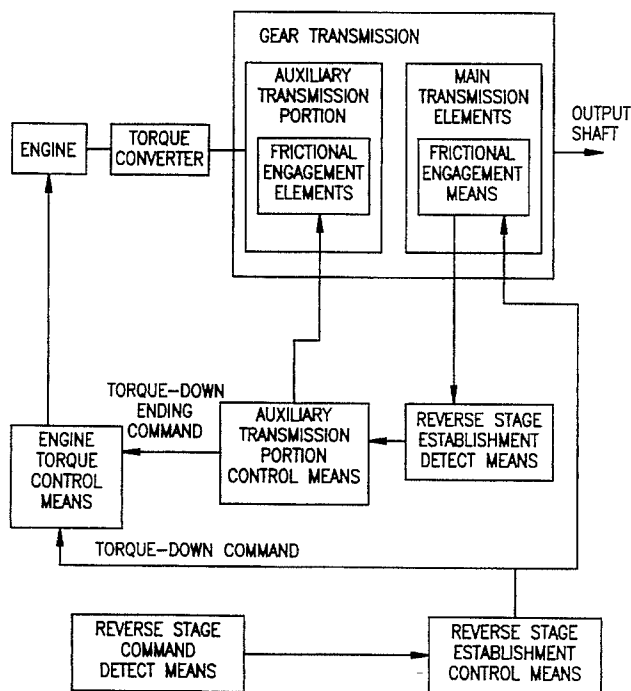 GEAR TRANSMISSION
AUXILIARY
TRANSMISSION
PORTION
MAIN
TRANSMISSION
ELEMENTS
OUTPUT
SHAFT
ENGINE
TORQUE
CONVERTER
FRICTIONAL
ENGAGEMENT
ELEMENTS
FRICTIONAL
ENGAGEMENT
MEANS
TORQUE-DOWN
ENDING
COMMAND
ENGINE
TORQUE
CONTROL
MEANS
AUXILIARY
TRANSMISSION
PORTION
CONTROL MEANS
REVERSE STAGE
ESTABLISHMENT
DETECT MEANS
TORQUE-DOWN COMMAND
REVERSE STAGE
COMMAND
DETECT MEANS
REVERSE STAGE
ESTABLISHMENT
CONTROL MEANS